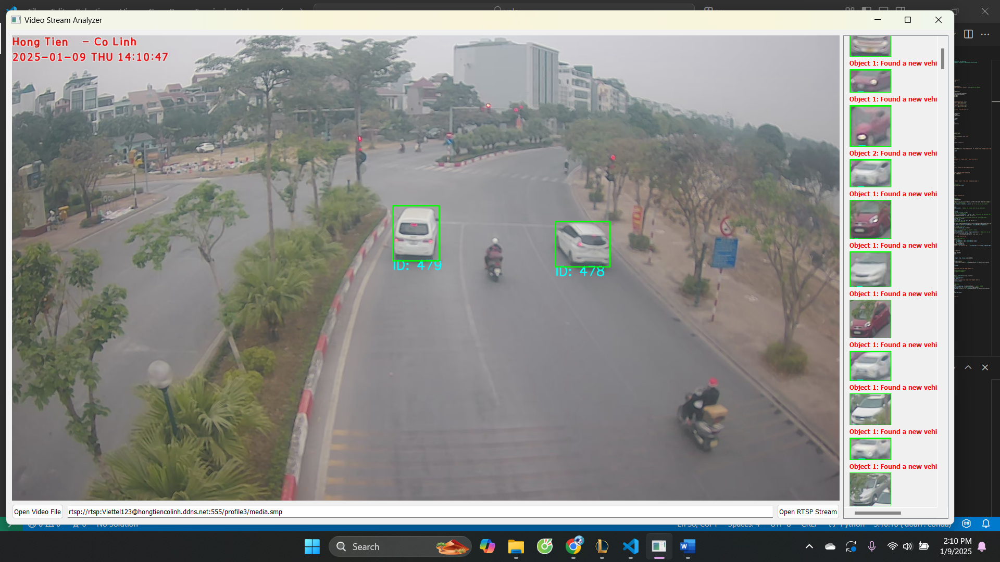 Video Stream Analyzer
Hong Tien - Co Linh
2025-01-09 THU 14:10:47
ID: 479
ID: 478
Object 1: Found a new vehi
Object 1: Found a new vehi
Object 2: Found a new vehi
Object 1: Found a new vehi
Object 1: Found a new vehi
Object 1: Found a new vehi
Object 1: Found a new vehi
Object 1: Found a new vehi
Object 1: Found a new vehi
Object 1: Found a new vehi
Open Video File
rtsp://rtsp:Viettel123@hongtiencolinh.ddns.net:555/profile3/media.smp
Open RTSP Stream
Search
2:10 PM
1/9/2025